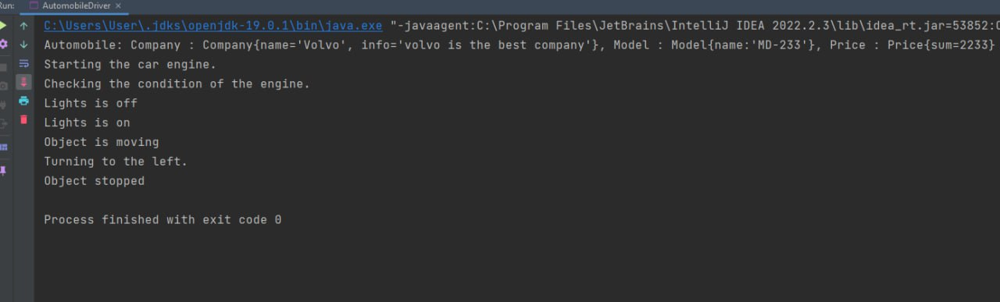 Run: AutomobileDriver ×
C:\Users\User\.jdks\openjdk-19.0.1\bin\java.exe "-javaagent:C:\Program Files\JetBrains\IntelliJ IDEA 2022.2.3\lib\idea_rt.jar=53852:C
Automobile: Company : Company{name='Volvo', info='volvo is the best company'}, Model : Model{name:'MD-233'}, Price : Price{sum=2233}
Starting the car engine.
Checking the condition of the engine.
Lights is off
Lights is on
Object is moving
Turning to the left.
Object stopped
Process finished with exit code 0